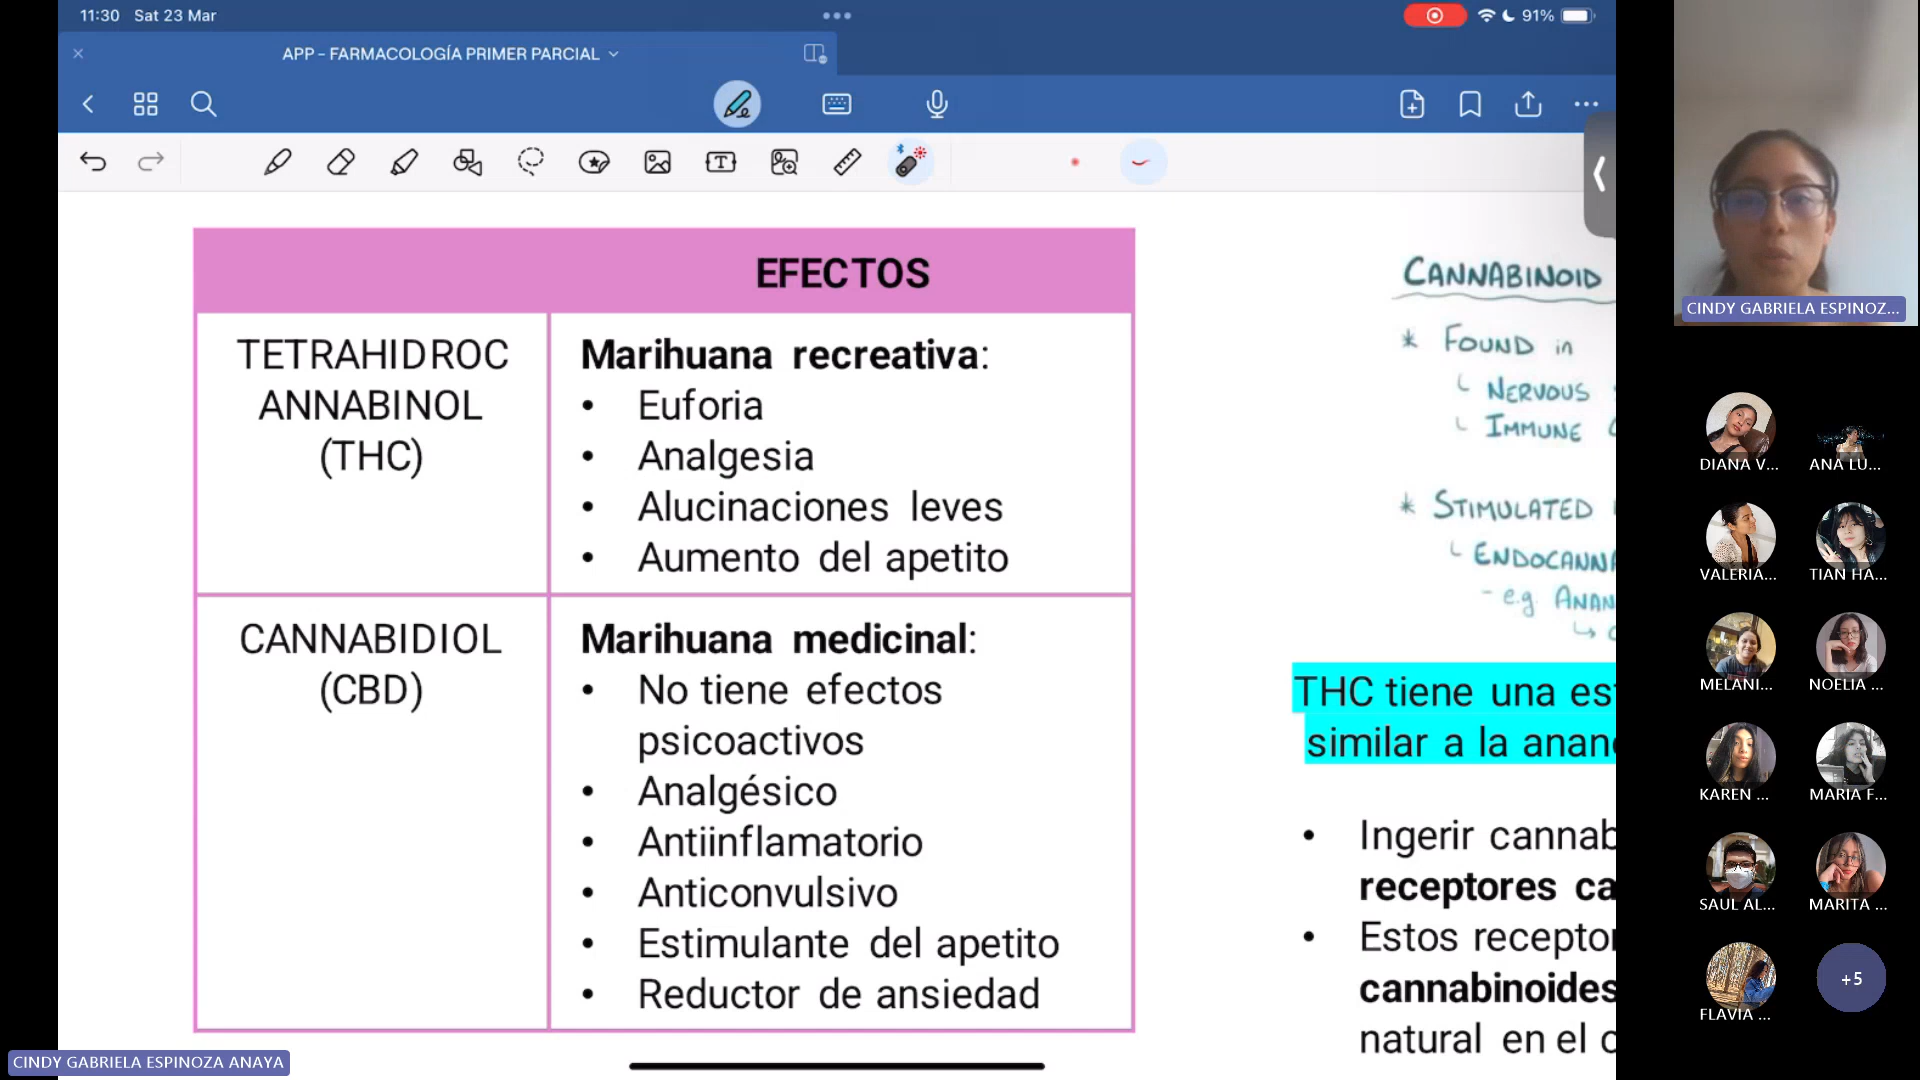 11:30 Sat 23 Mar
91%
APP - FARMACOLOGÍA PRIMER PARCIAL
EFECTOS
TETRAHIDROC
ANNABINOL
(THC)
Marihuana recreativa:
• Euforia
• Analgesia
• Alucinaciones leves
• Aumento del apetito
CANNABIDIOL
(CBD)
Marihuana medicinal:
• No tiene efectos
psicoactivos
• Analgésico
• Antiinflamatorio
• Anticonvulsivo
• Estimulante del apetito
• Reductor de ansiedad
CANNABINOID
* FOUND in
NERVOUS
IMMUNE
* STIMULATED
ENDOCANNA
- e.g. ANAN
THC tiene una es
similar a la anan
• Ingerir cannab
receptores ca
• Estos receptor
cannabinoides
natural en el c
CINDY GABRIELA ESPINOZ...
DIANA V...
ANA LU...
VALERIA...
TIAN HA...
MELANI...
NOELIA ...
KAREN ...
MARIA F...
SAUL AL...
MARITA ...
FLAVIA ...
+5
CINDY GABRIELA ESPINOZA ANAYA